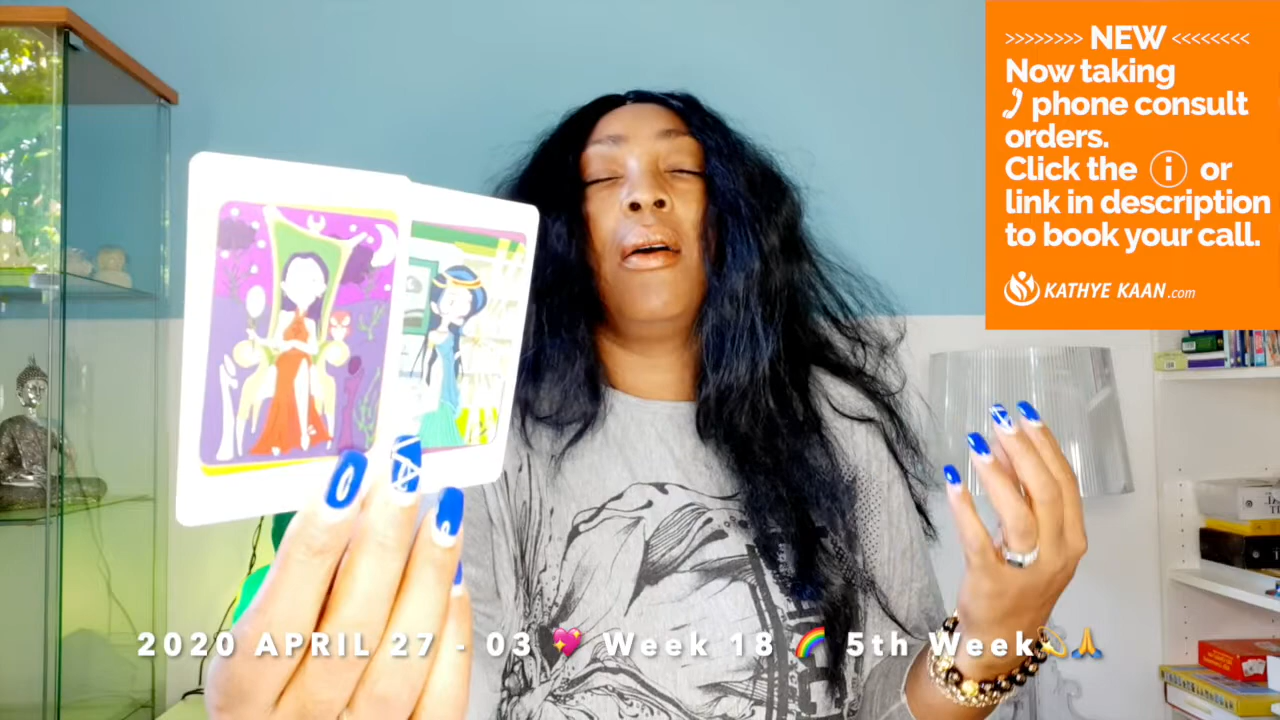 >>>>>>>> NEW <<<<<<<<
Now taking
phone consult
orders.
Click the i or
link in description
to book your call.
KATHYE KAAN.com
2020 APRIL 27 - 03 💖 Week 18 🌈 5th Week💫🙏